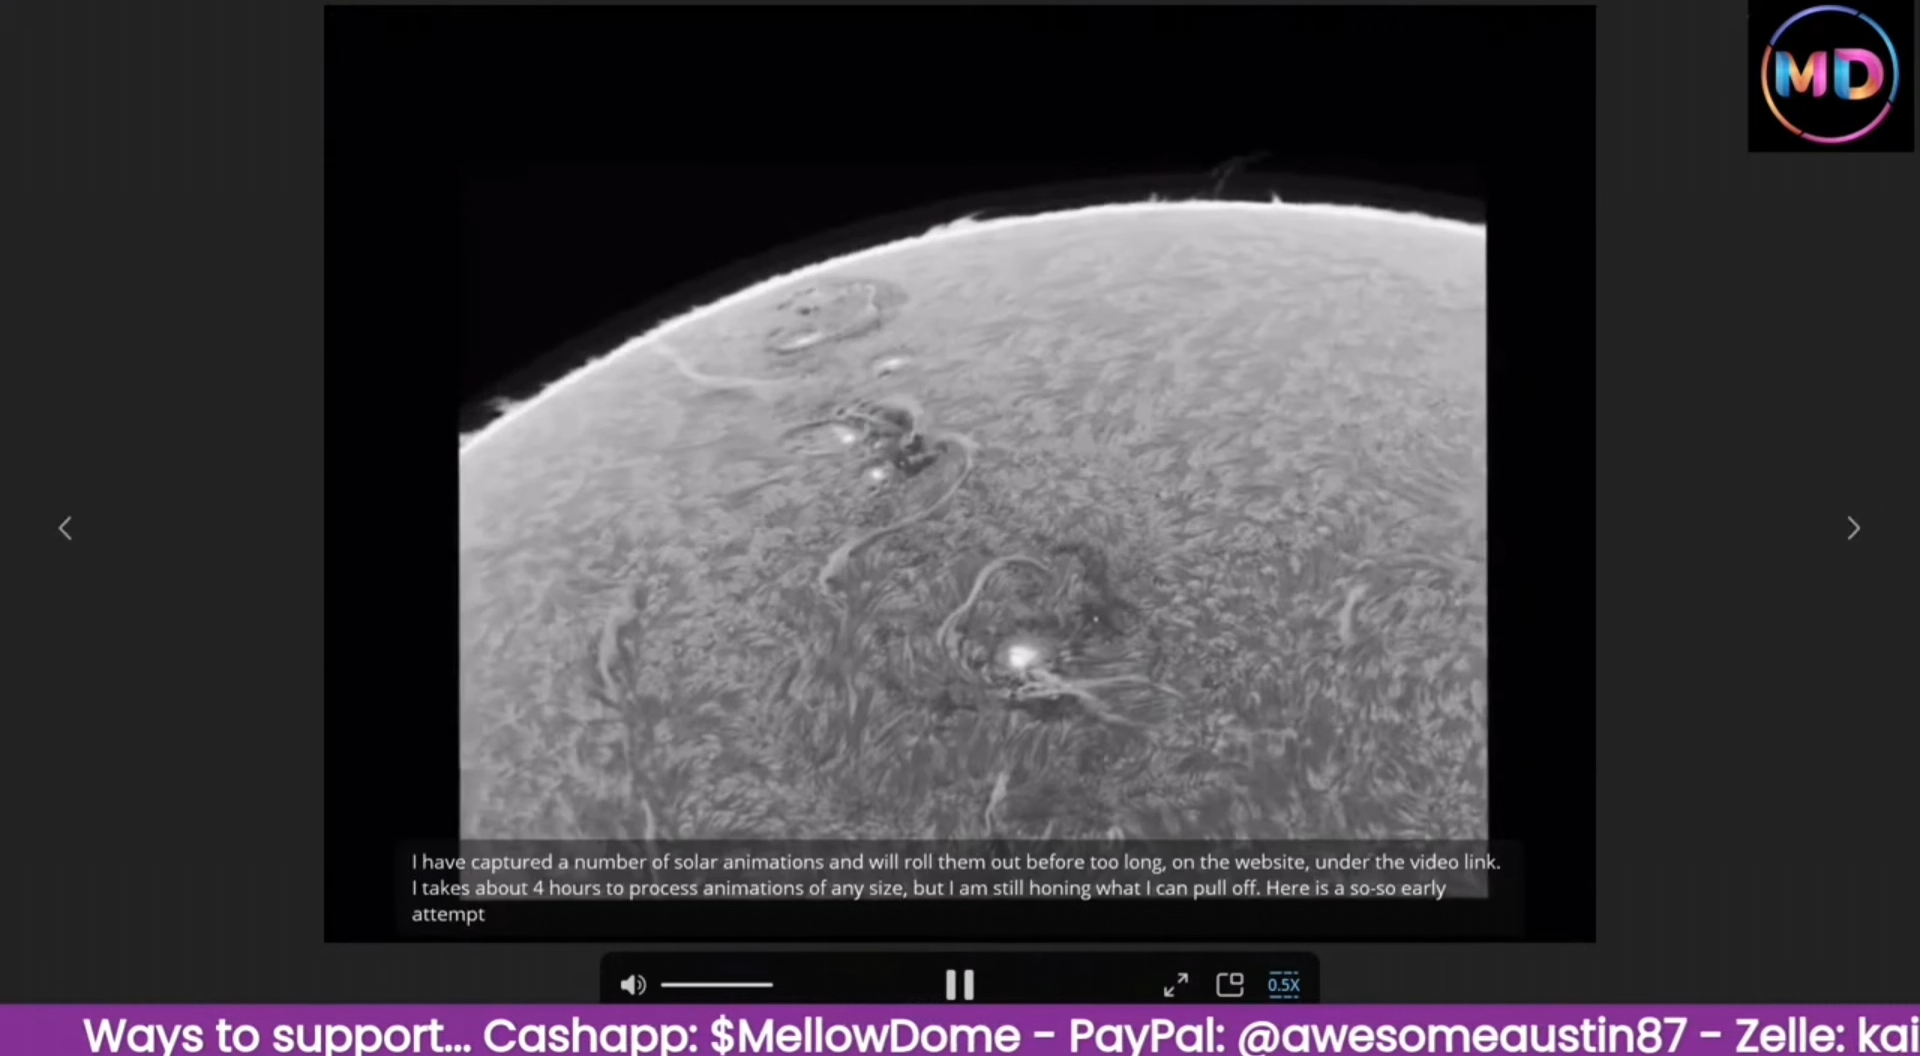 MD
I have captured a number of solar animations and will roll them out before too long, on the website, under the video link.
I takes about 4 hours to process animations of any size, but I am still honing what I can pull off. Here is a so-so early
attempt
0.5X
Ways to support... Cashapp: $MellowDome - PayPal: @awesomeaustin87 - Zelle: kai